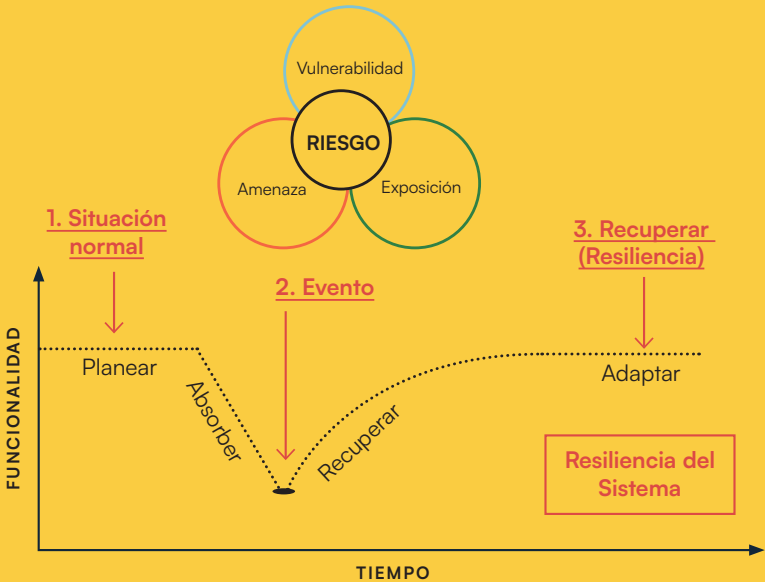 Vulnerabilidad
RIESGO
Amenaza
Exposición
1. Situación
normal
2. Evento
3. Recuperar
(Resiliencia)
FUNCIONALIDAD
Planear
Absorber
Recuperar
Adaptar
Resiliencia del
Sistema
TIEMPO